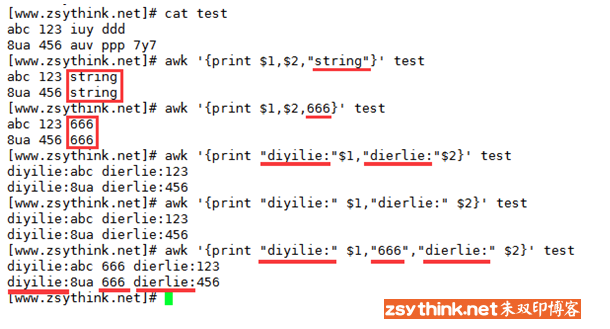 [www.zsythink.net]# cat test
abc 123 iuy ddd
8ua 456 auv ppp 7y7
[www.zsythink.net]# awk '{print $1,$2,"string"}' test
abc 123 string
8ua 456 string
[www.zsythink.net]# awk '{print $1,$2,666}' test
abc 123 666
8ua 456 666
[www.zsythink.net]# awk '{print "diyilie:"$1,"dierlie:"$2}' test
diyilie:abc dierlie:123
diyilie:8ua dierlie:456
[www.zsythink.net]# awk '{print "diyilie:" $1,"dierlie:" $2}' test
diyilie:abc dierlie:123
diyilie:8ua dierlie:456
[www.zsythink.net]# awk '{print "diyilie:" $1,"666","dierlie:" $2}' test
diyilie:abc 666 dierlie:123
diyilie:8ua 666 dierlie:456
[www.zsythink.net]#
zsythink.net朱双印博客